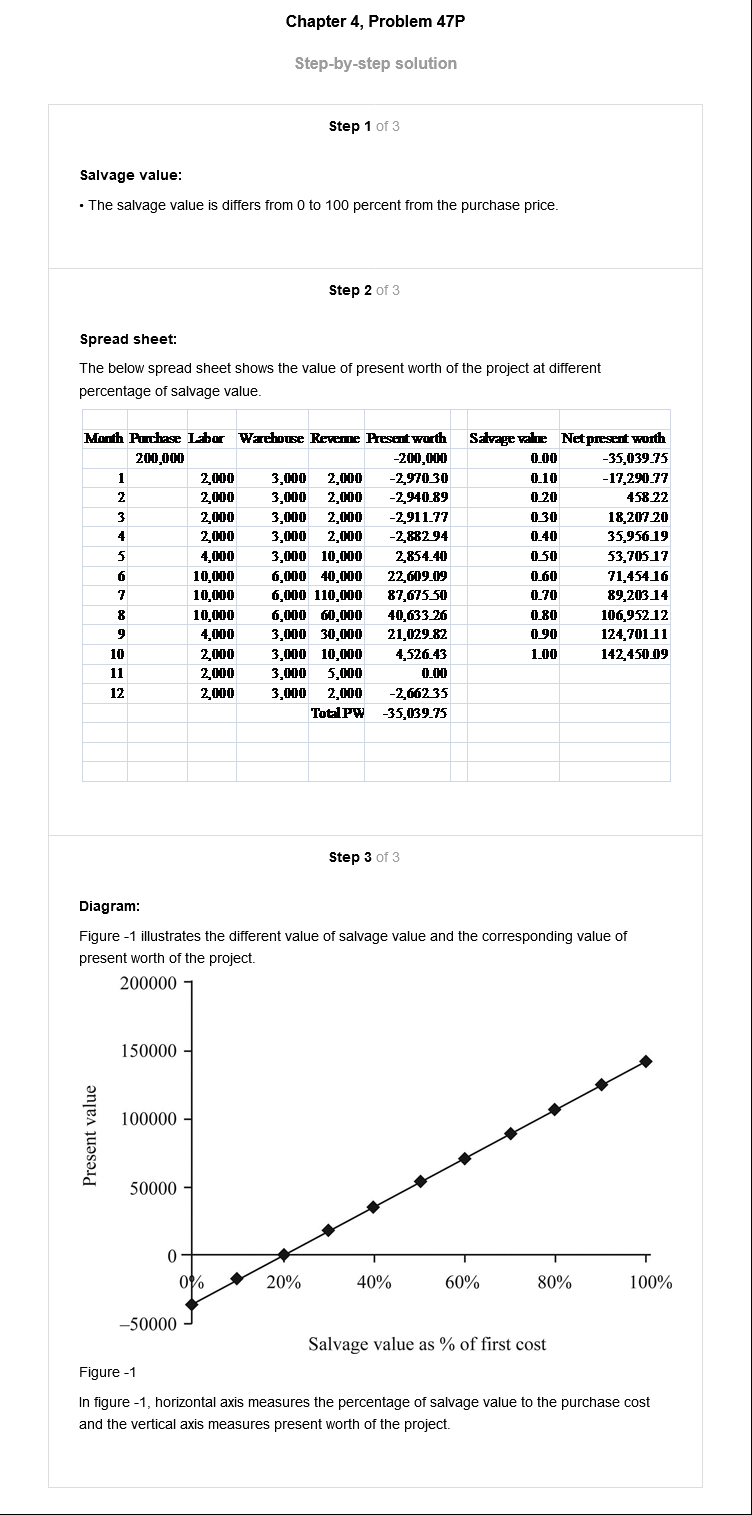 Chapter 4, Problem 47P
Step-by-step solution
Step 1 of 3
Salvage value:
• The salvage value is differs from 0 to 100 percent from the purchase price.
Step 2 of 3
Spread sheet:
The below spread sheet shows the value of present worth of the project at different
percentage of salvage value.
Month Purchase Labor Warehouse Revenue Present worth Salvage value Net present worth
200,000 -200,000 0.00 -35,039.75
1 2,000 3,000 2,000 -2,970.30 0.10 -17,290.77
2 2,000 3,000 2,000 -2,940.89 0.20 458.22
3 2,000 3,000 2,000 -2,911.77 0.30 18,207.20
4 2,000 3,000 2,000 -2,882.94 0.40 35,956.19
5 4,000 3,000 10,000 2,854.40 0.50 53,705.17
6 10,000 6,000 40,000 22,609.09 0.60 71,454.16
7 10,000 6,000 110,000 87,675.50 0.70 89,203.14
8 10,000 6,000 60,000 40,633.26 0.80 106,952.12
9 4,000 3,000 30,000 21,029.82 0.90 124,701.11
10 2,000 3,000 10,000 4,526.43 1.00 142,450.09
11 2,000 3,000 5,000 0.00
12 2,000 3,000 2,000 -2,662.35
Total PW -35,039.75
Step 3 of 3
Diagram:
Figure -1 illustrates the different value of salvage value and the corresponding value of
present worth of the project.
200000
150000
100000
50000
0
–50000
Present value
0% 20% 40% 60% 80% 100%
Salvage value as % of first cost
Figure -1
In figure -1, horizontal axis measures the percentage of salvage value to the purchase cost
and the vertical axis measures present worth of the project.